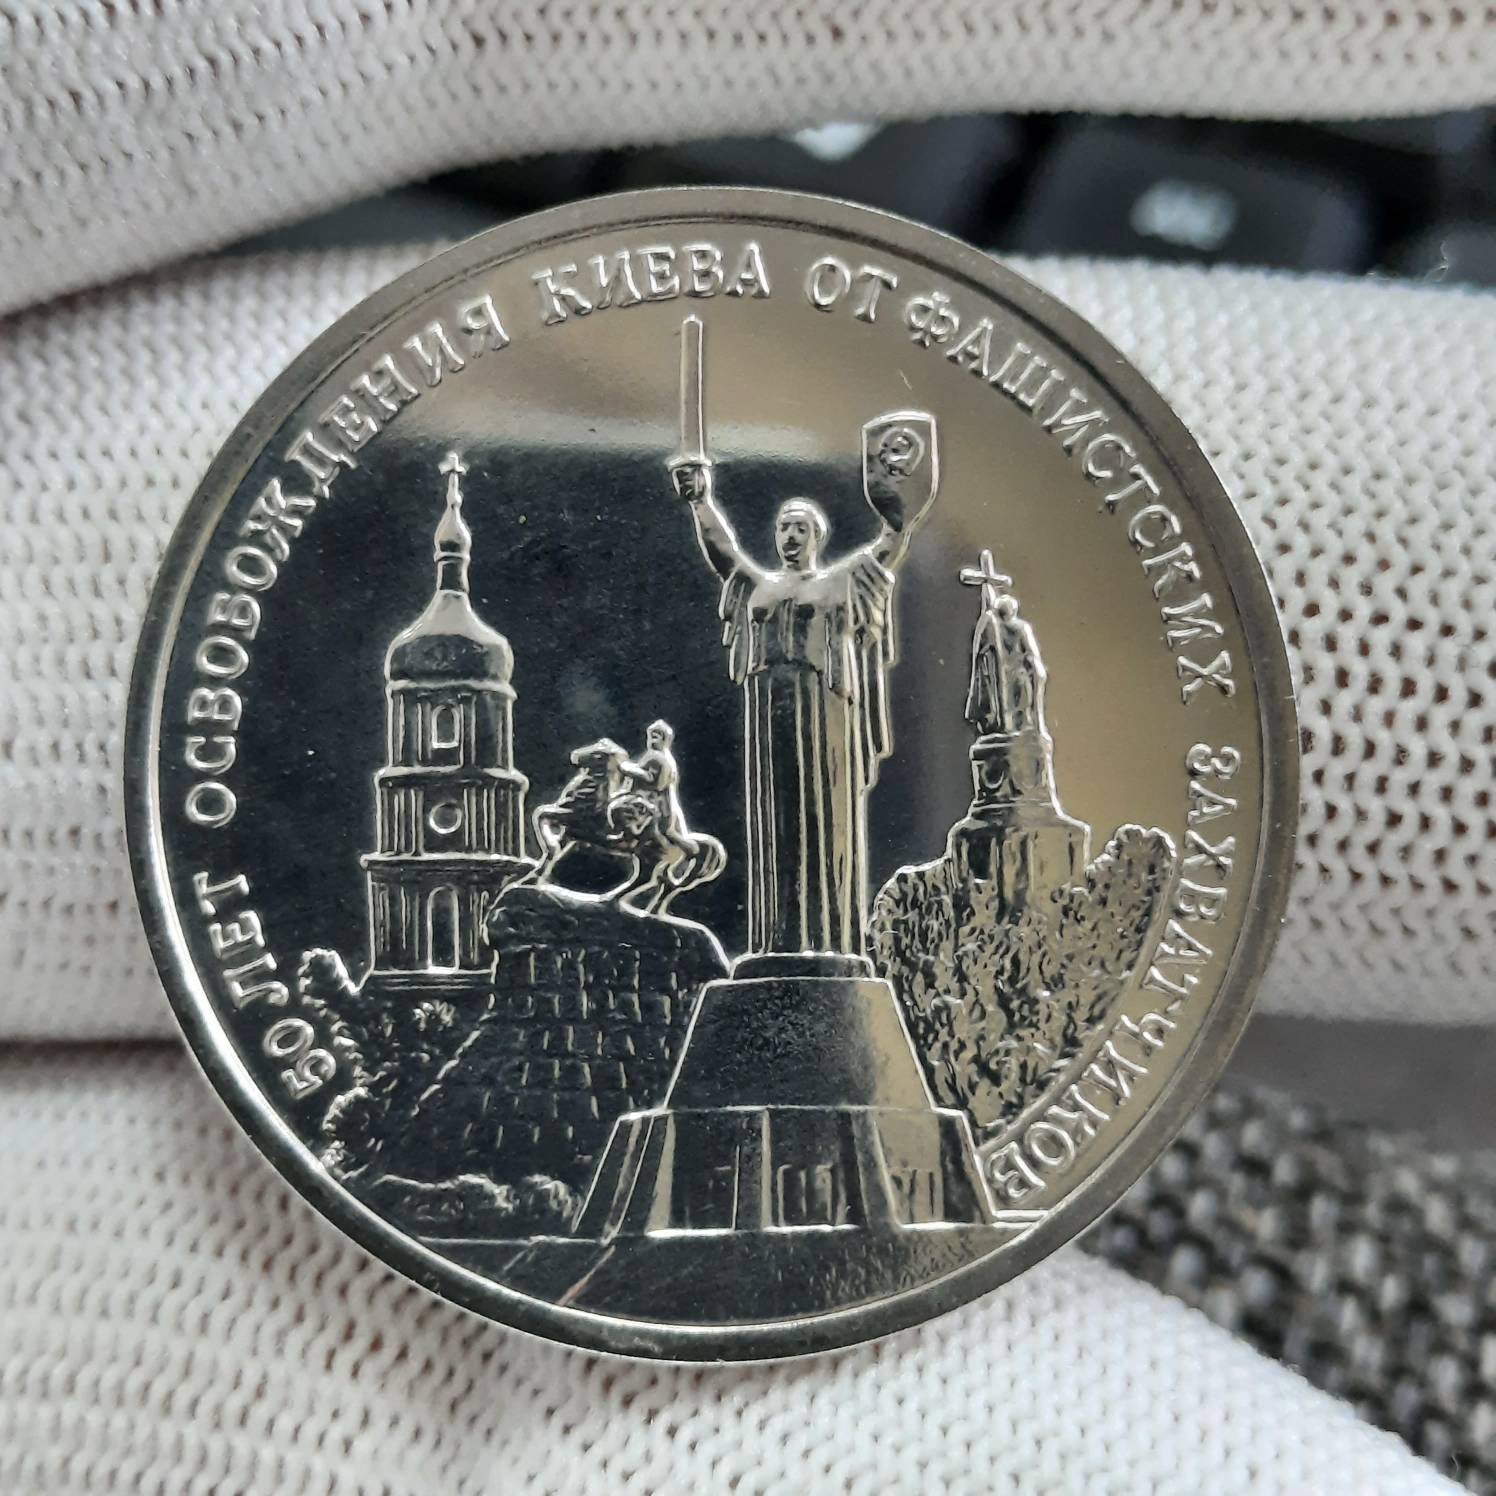 50 ЛЕТ ОСВОБОЖДЕНИЯ КИЕВА ОТ ФАШИСТСКИХ ЗАХВАТЧИКОВ